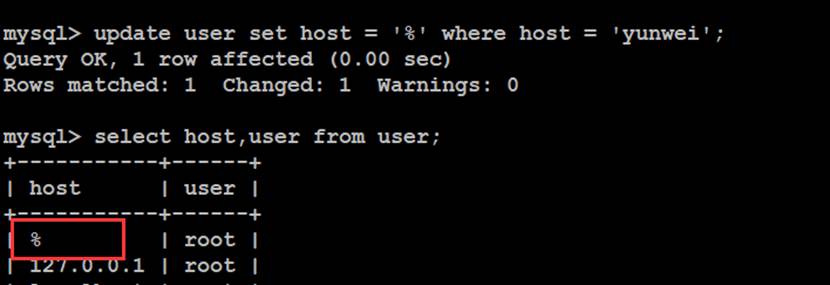 mysql> update user set host = '%' where host = 'yunwei';
Query OK, 1 row affected (0.00 sec)
Rows matched: 1  Changed: 1  Warnings: 0
mysql> select host,user from user;
+-----------+------+
| host      | user |
+-----------+------+
| %         | root |
| 127.0.0.1 | root |